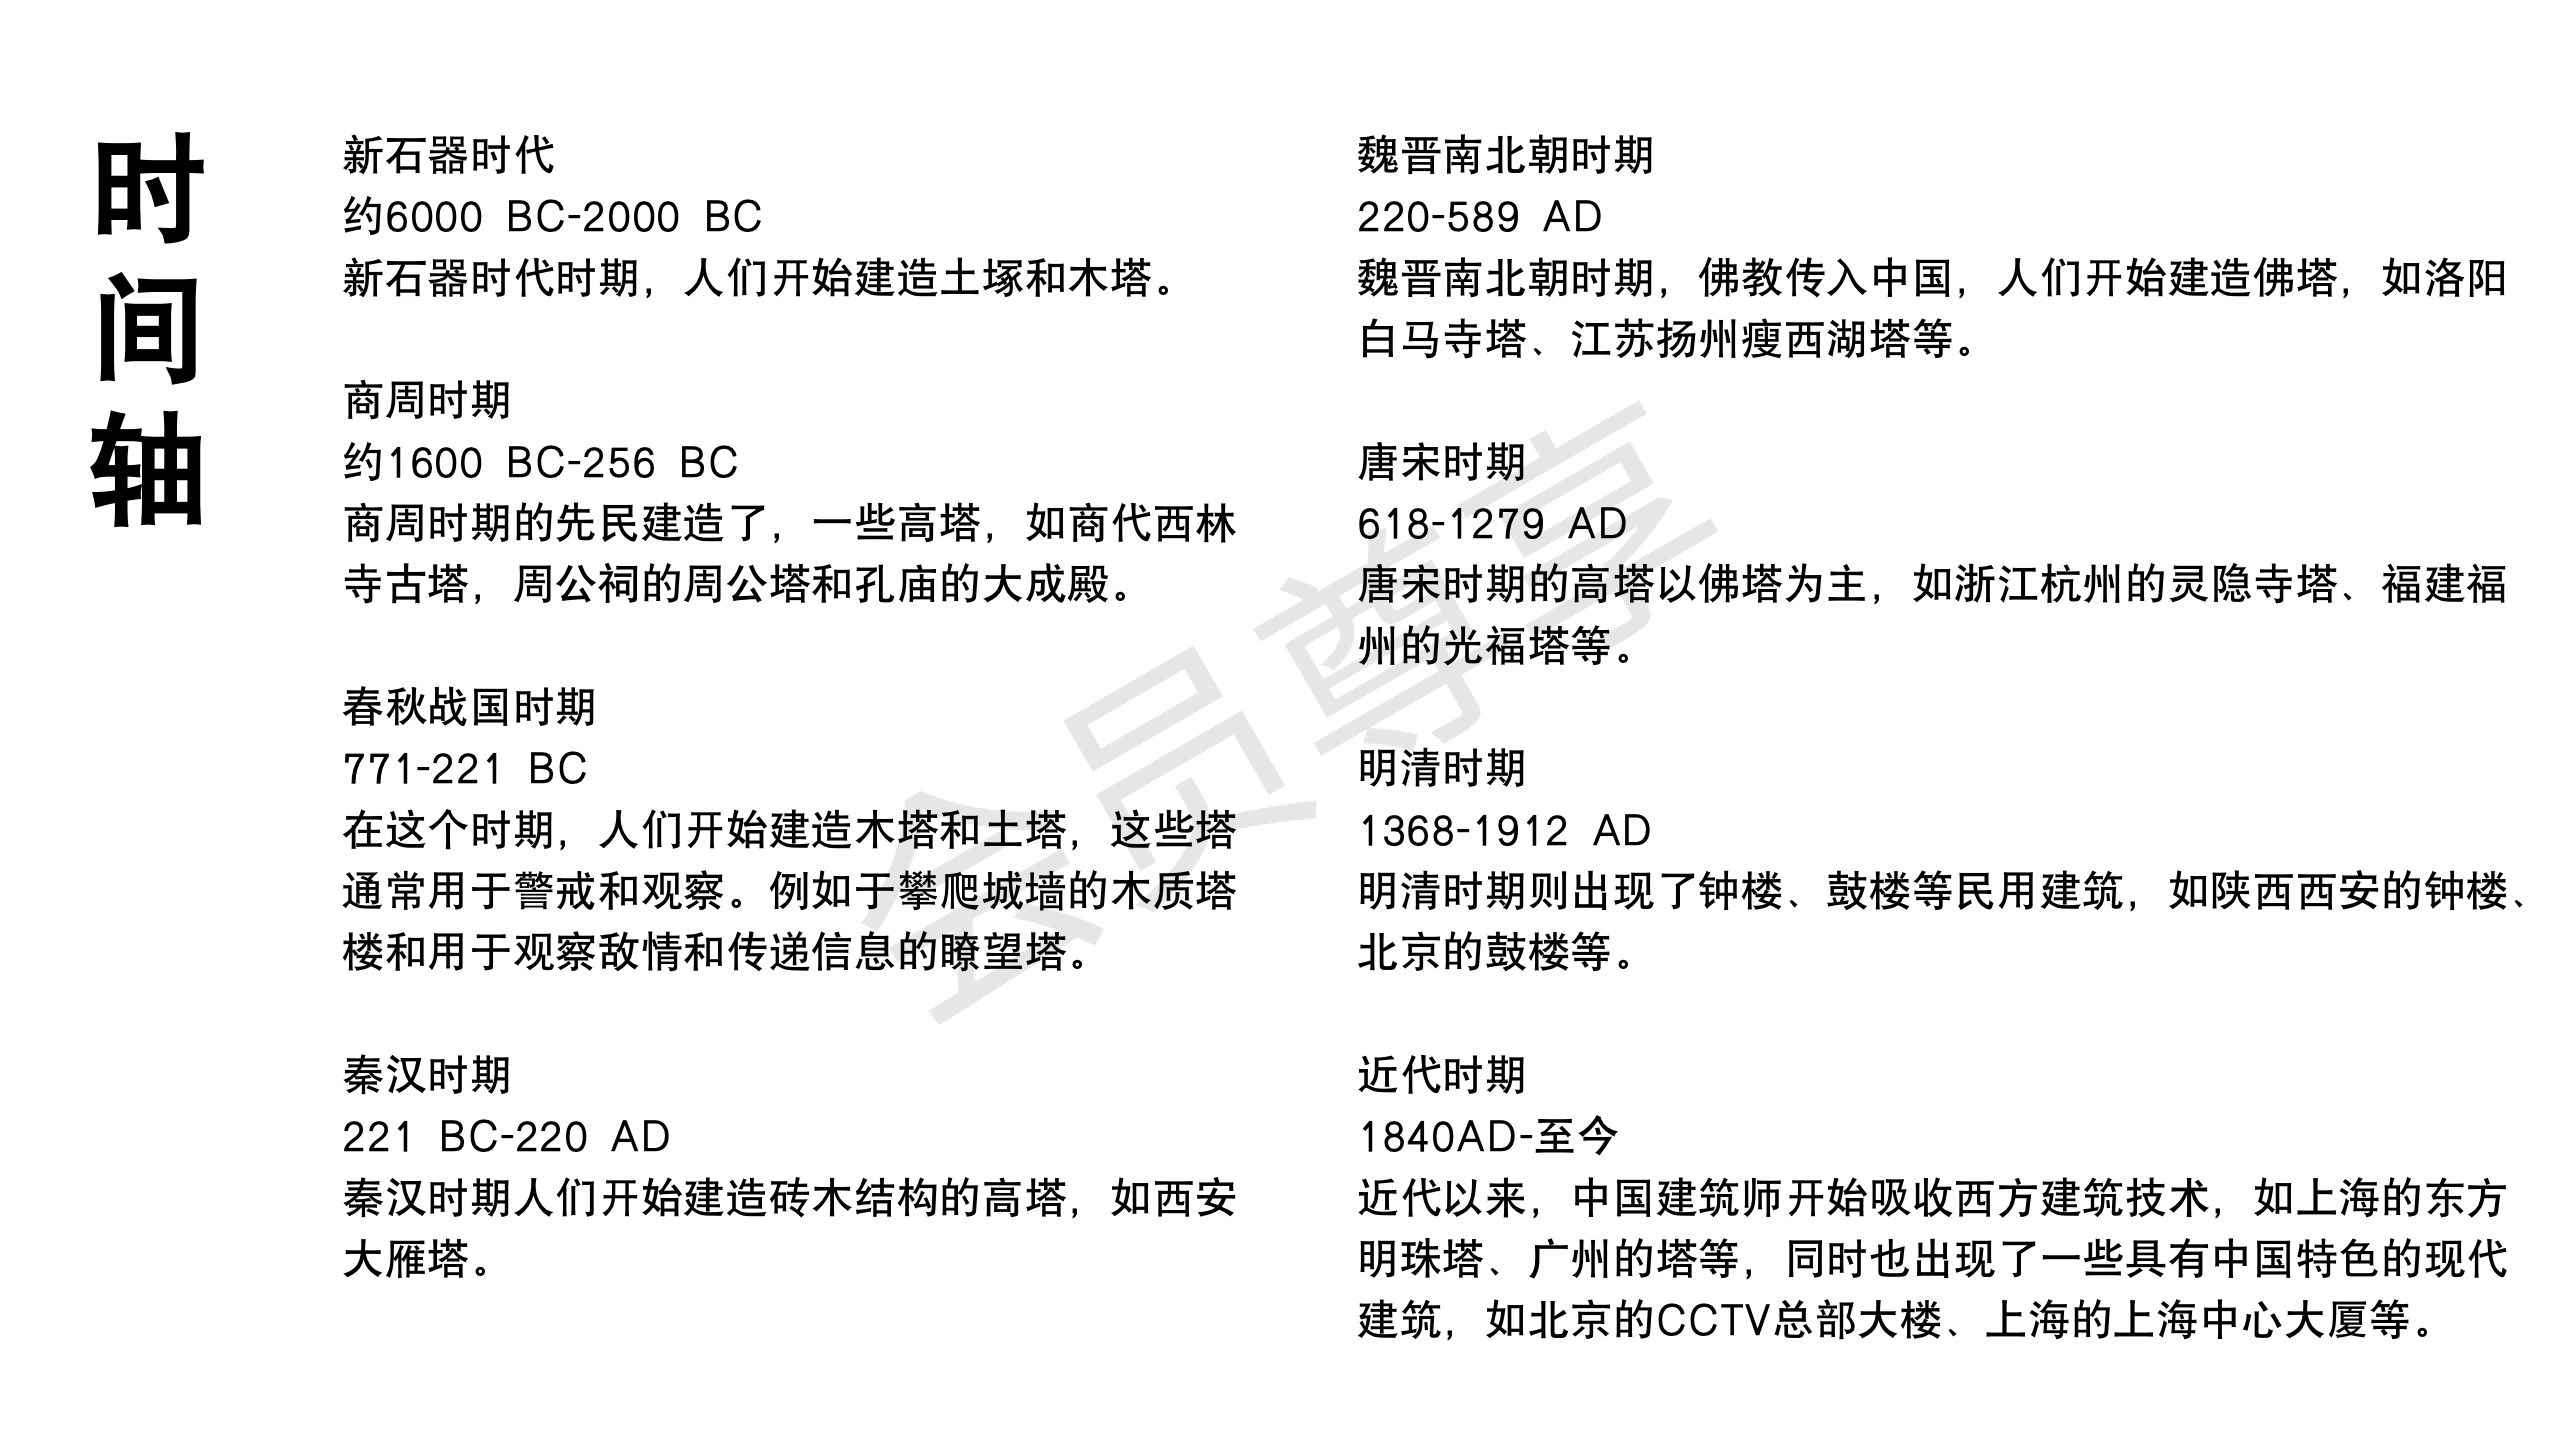 时间轴
新石器时代
约6000 BC-2000 BC
新石器时代时期，人们开始建造土塚和木塔。
商周时期
约1600 BC-256 BC
商周时期的先民建造了，一些高塔，如商代西林
寺古塔，周公祠的周公塔和孔庙的大成殿。
春秋战国时期
771-221 BC
在这个时期，人们开始建造木塔和土塔，这些塔
通常用于警戒和观察。例如于攀爬城墙的木质塔
楼和用于观察敌情和传递信息的瞭望塔。
秦汉时期
221 BC-220 AD
秦汉时期人们开始建造砖木结构的高塔，如西安
大雁塔。
魏晋南北朝时期
220-589 AD
魏晋南北朝时期，佛教传入中国，人们开始建造佛塔，如洛阳
白马寺塔、江苏扬州瘦西湖塔等。
唐宋时期
618-1279 AD
唐宋时期的高塔以佛塔为主，如浙江杭州的灵隐寺塔、福建福
州的光福塔等。
明清时期
1368-1912 AD
明清时期则出现了钟楼、鼓楼等民用建筑，如陕西西安的钟楼、
北京的鼓楼等。
近代时期
1840AD-至今
近代以来，中国建筑师开始吸收西方建筑技术，如上海的东方
明珠塔、广州的塔等，同时也出现了一些具有中国特色的现代
建筑，如北京的CCTV总部大楼、上海的上海中心大厦等。
会员尊享